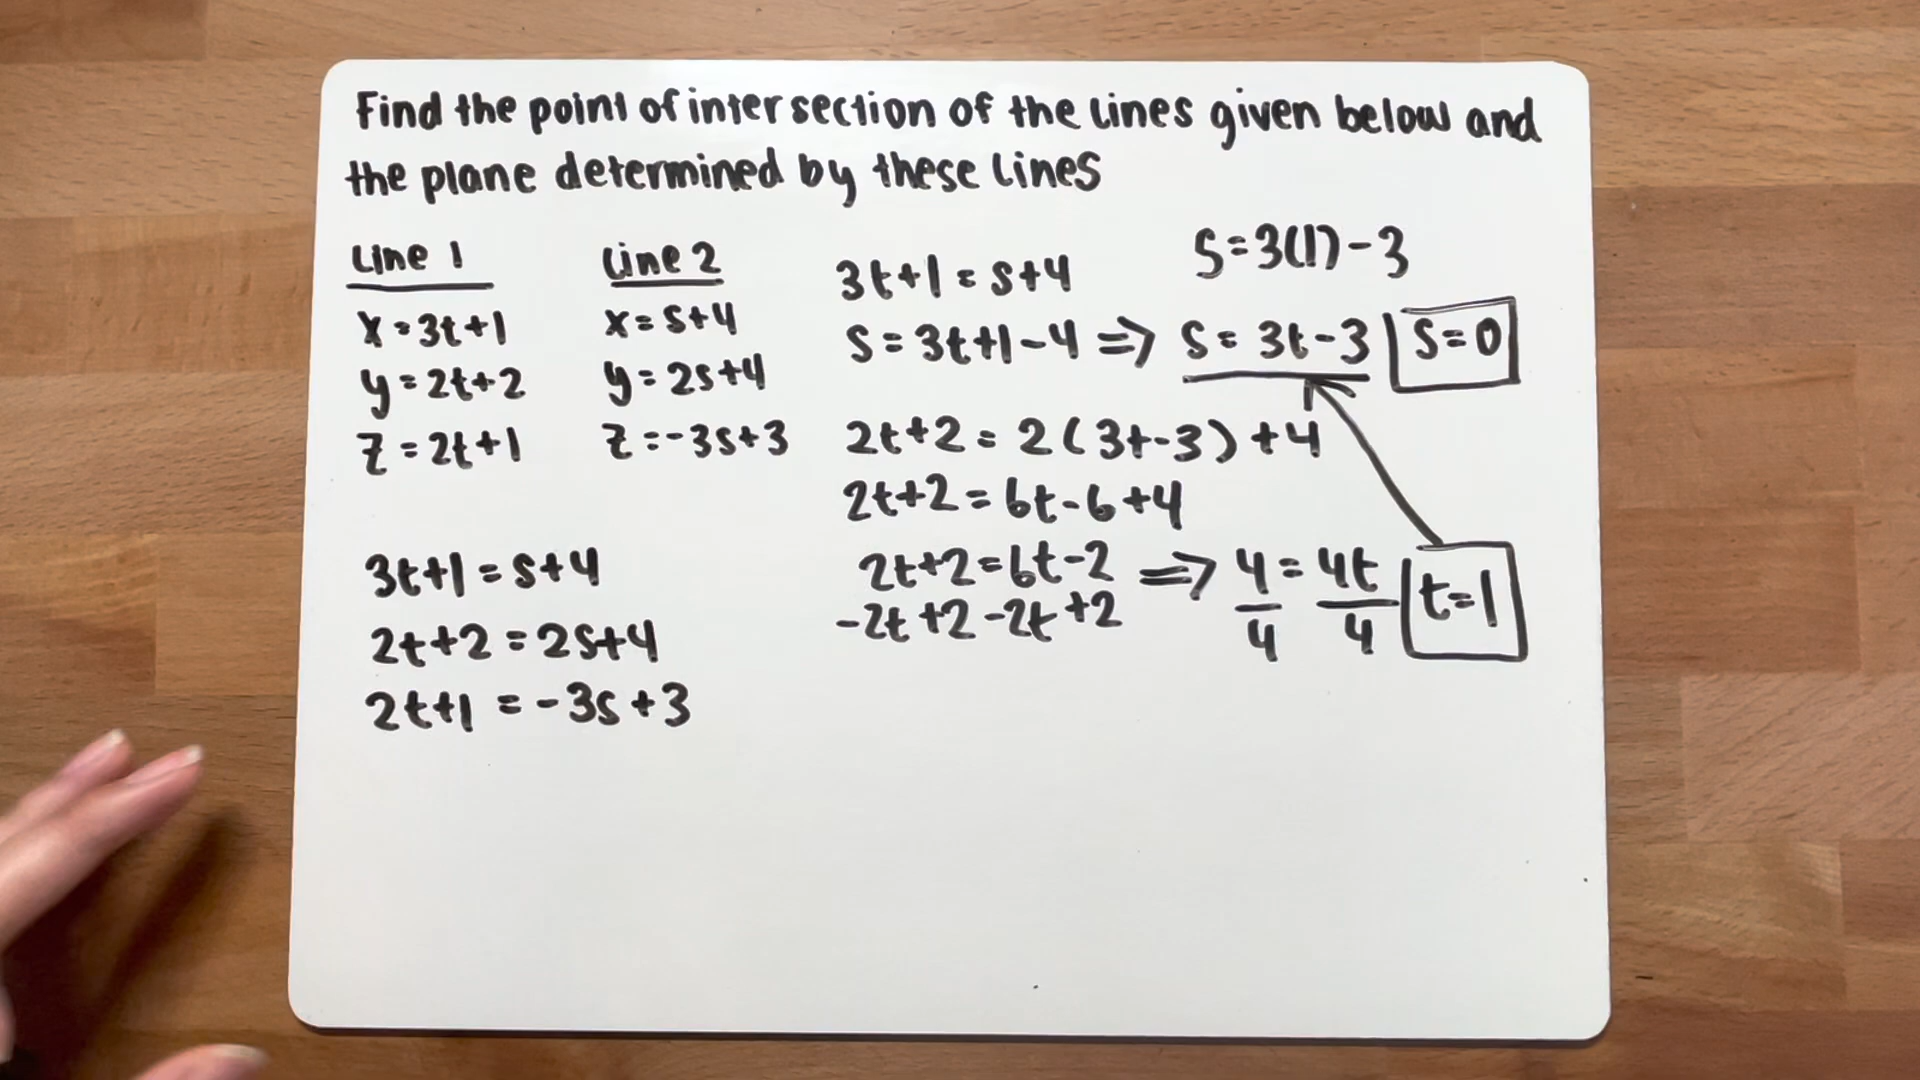 Find the point of intersection of the lines given below and
the plane determined by these lines
Line 1
x=3t+1
y=2t+2
z=2t+1
Line 2
x=s+4
y=2s+4
z=-3s+3
3t+1=s+4
2t+2=2s+4
2t+1=-3s+3
3t+1=s+4
s=3t+1-4 => s=3t-3
s=3(1)-3
s=0
2t+2=2(3t-3)+4
2t+2=6t-6+4
2t+2=6t-2 => 4/4=4t/4
-2t+2-2t+2
t=1